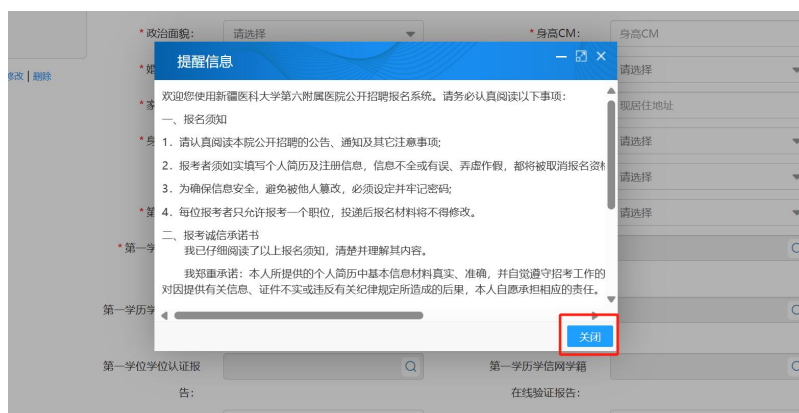 * 政治面貌: 请选择 * 身高CM: 身高CM
提醒信息
修改 | 删除 * 婚 请选择
欢迎您使用新疆医科大学第六附属医院公开招聘报名系统。请务必认真阅读以下事项:
* 家 现居住地址
一、报名须知
* 身 1. 请认真阅读本院公开招聘的公告、通知及其它注意事项; 请选择
2. 报考者须如实填写个人简历及注册信息，信息不全或有误、弄虚作假，都将被取消报名资格
3. 为确保信息安全，避免被他人篡改，必须设定并牢记密码; 请选择
* 第 4. 每位报考者只允许报考一个职位，投递后报名材料将不得修改。 请选择
二、报考诚信承诺书
* 第一学 我已仔细阅读了以上报名须知，清楚并理解其内容。
我郑重承诺：本人所提供的个人简历中基本信息材料真实、准确，并自觉遵守招考工作的
对因提供有关信息、证件不实或违反有关纪律规定所造成的后果，本人自愿承担相应的责任。
第一学历学
关闭
第一学位学位认证报 第一学历学信网学籍
告: 在线验证报告: